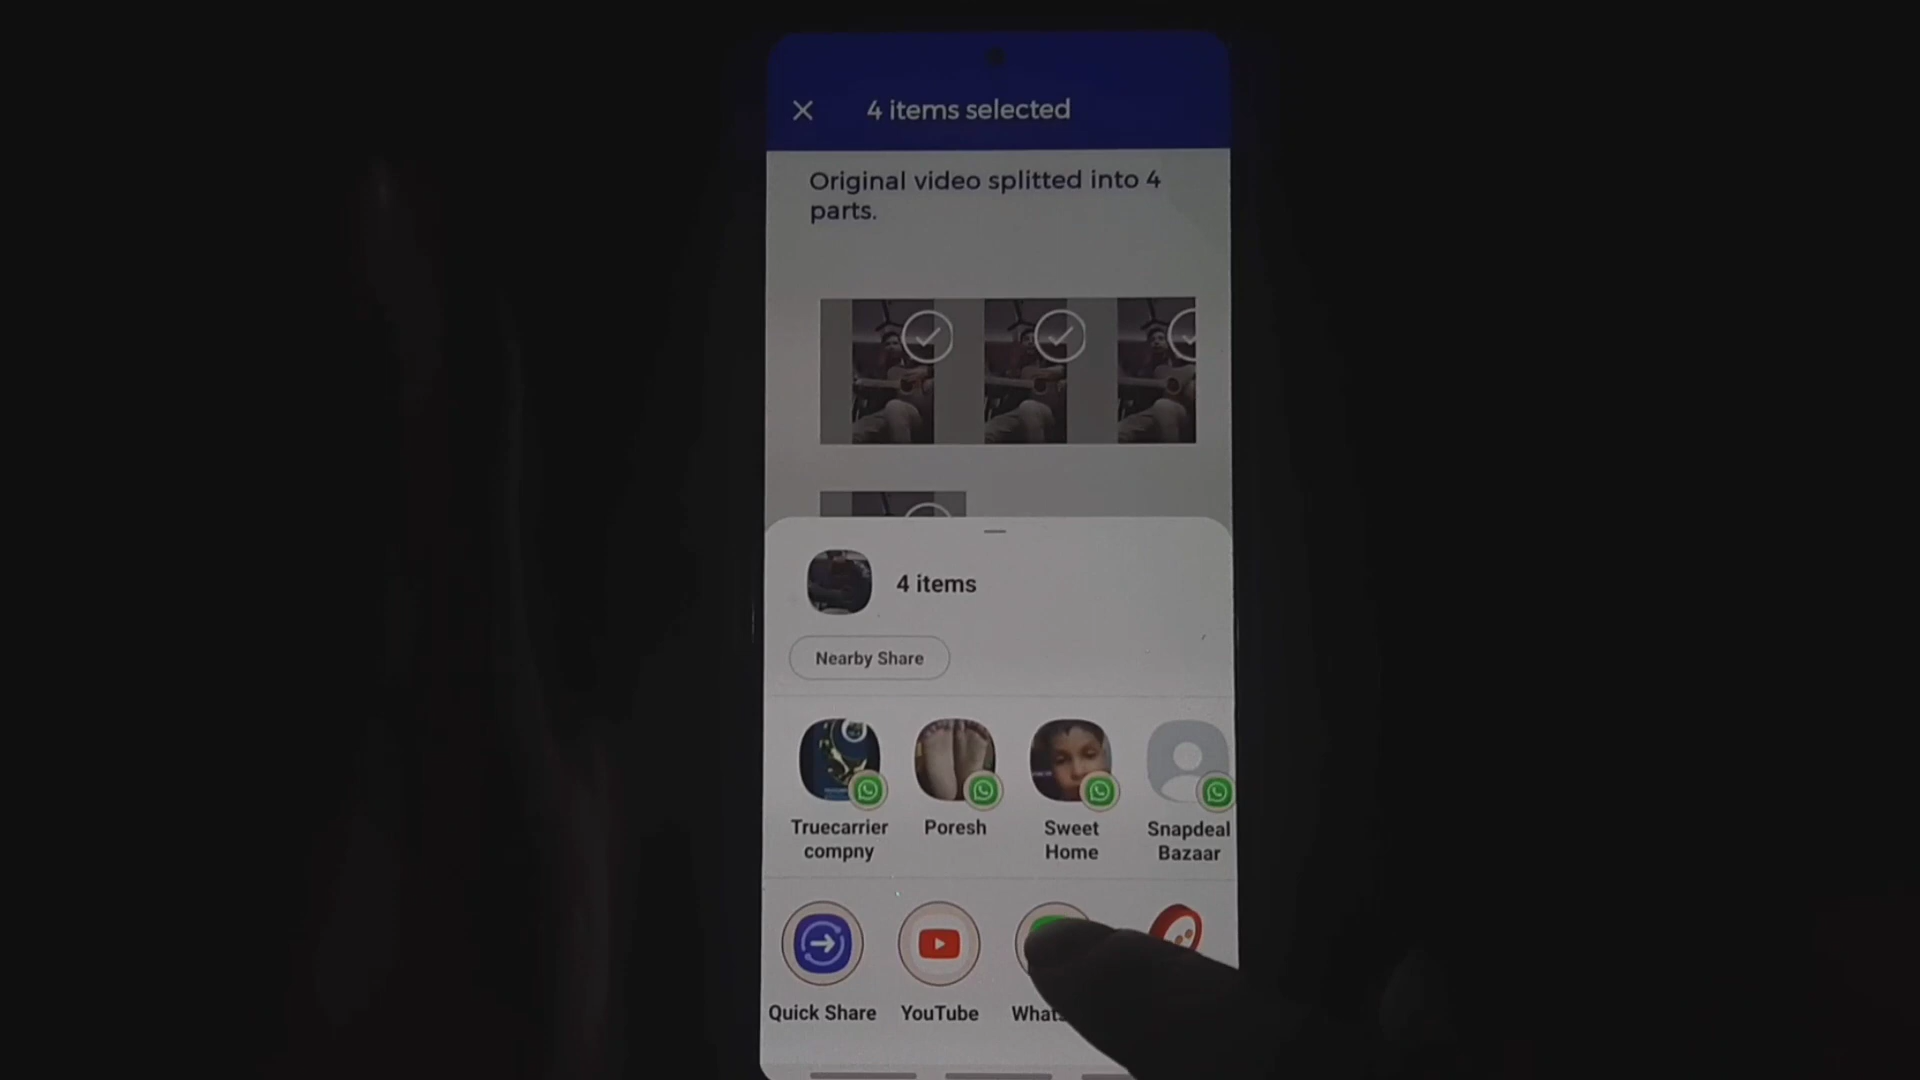 4 items selected
Original video splitted into 4
parts.
4 items
Nearby Share
Truecarrier
compny
Poresh
Sweet
Home
Snapdeal
Bazaar
Quick Share
YouTube